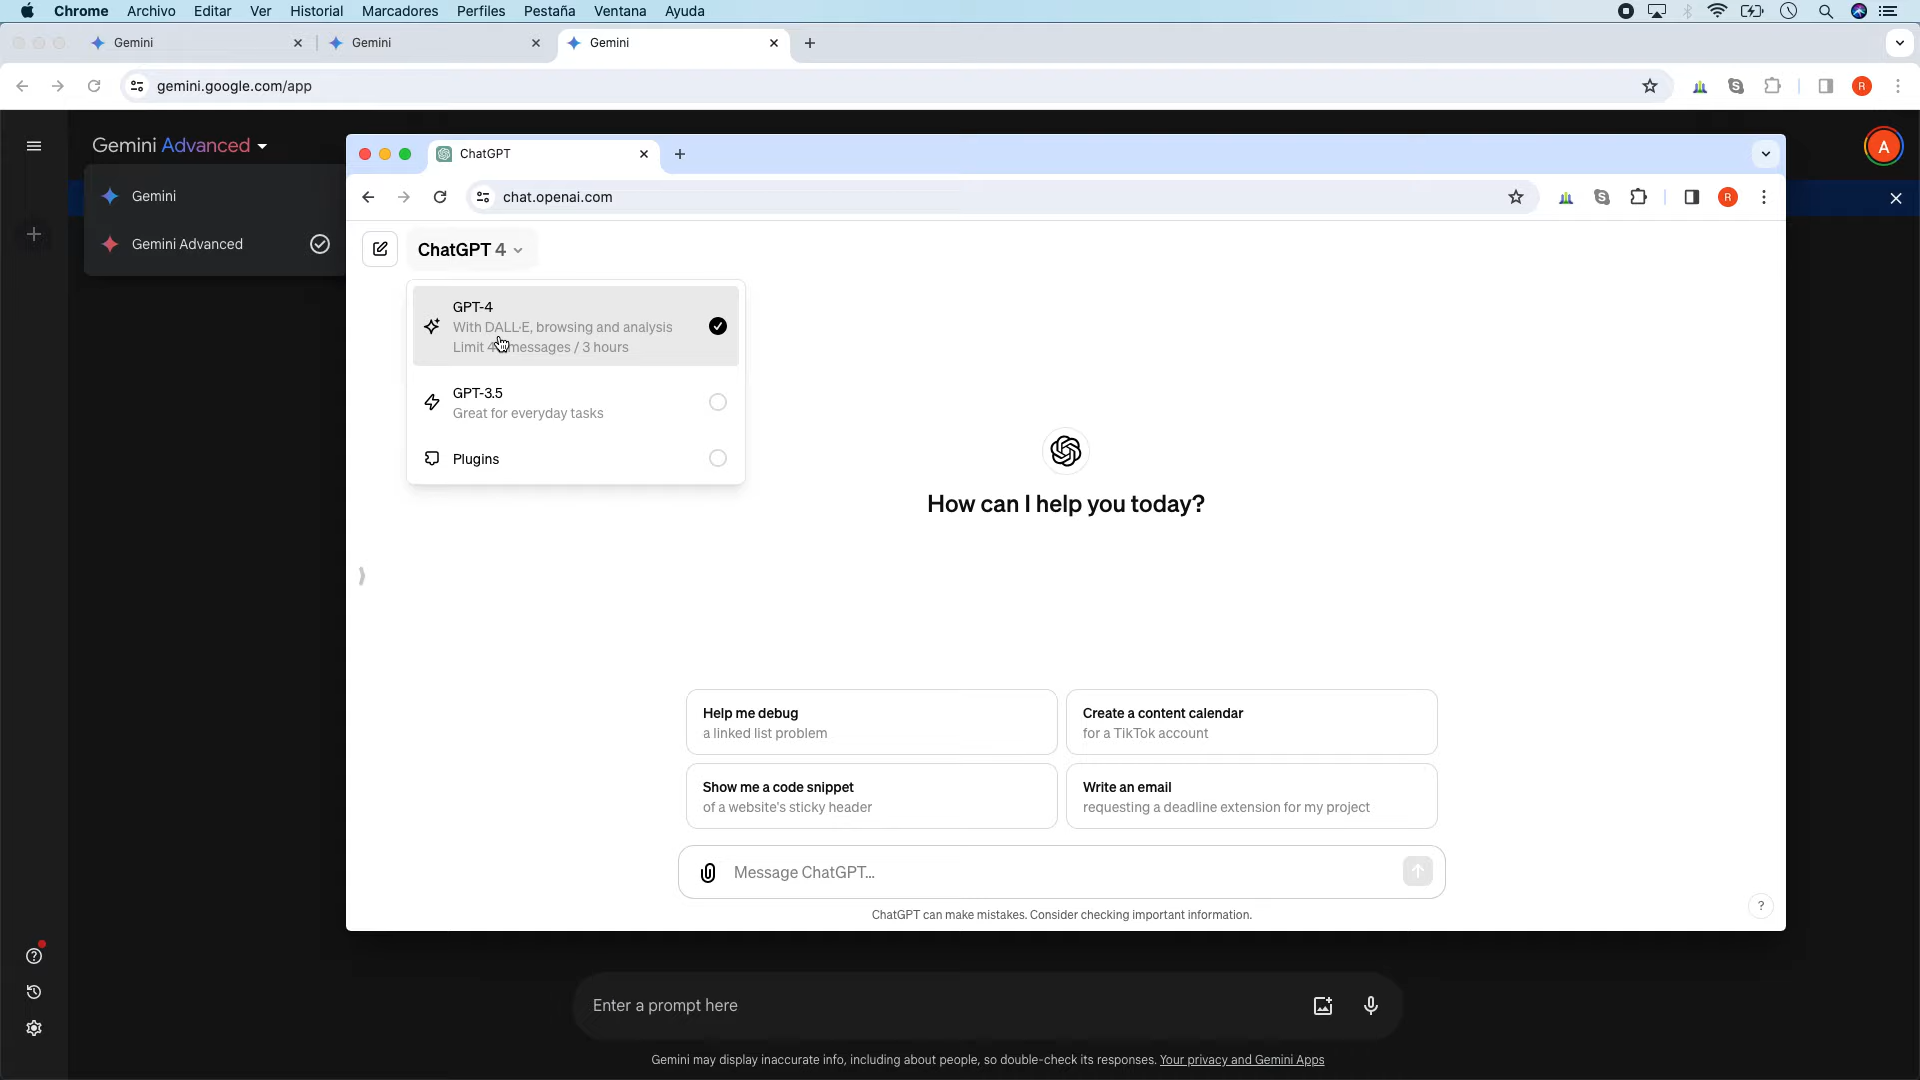 Chrome Archivo Editar Ver Historial Marcadores Perfiles Pestaña Ventana Ayuda
Gemini
Gemini
Gemini
gemini.google.com/app
R
Gemini Advanced
A
Gemini
Gemini Advanced
ChatGPT
chat.openai.com
R
ChatGPT 4
GPT-4
With DALL·E, browsing and analysis
Limit messages / 3 hours
GPT-3.5
Great for everyday tasks
Plugins
How can I help you today?
Help me debug
a linked list problem
Create a content calendar
for a TikTok account
Show me a code snippet
of a website's sticky header
Write an email
requesting a deadline extension for my project
Message ChatGPT...
ChatGPT can make mistakes. Consider checking important information.
?
Enter a prompt here
Gemini may display inaccurate info, including about people, so double-check its responses. Your privacy and Gemini Apps